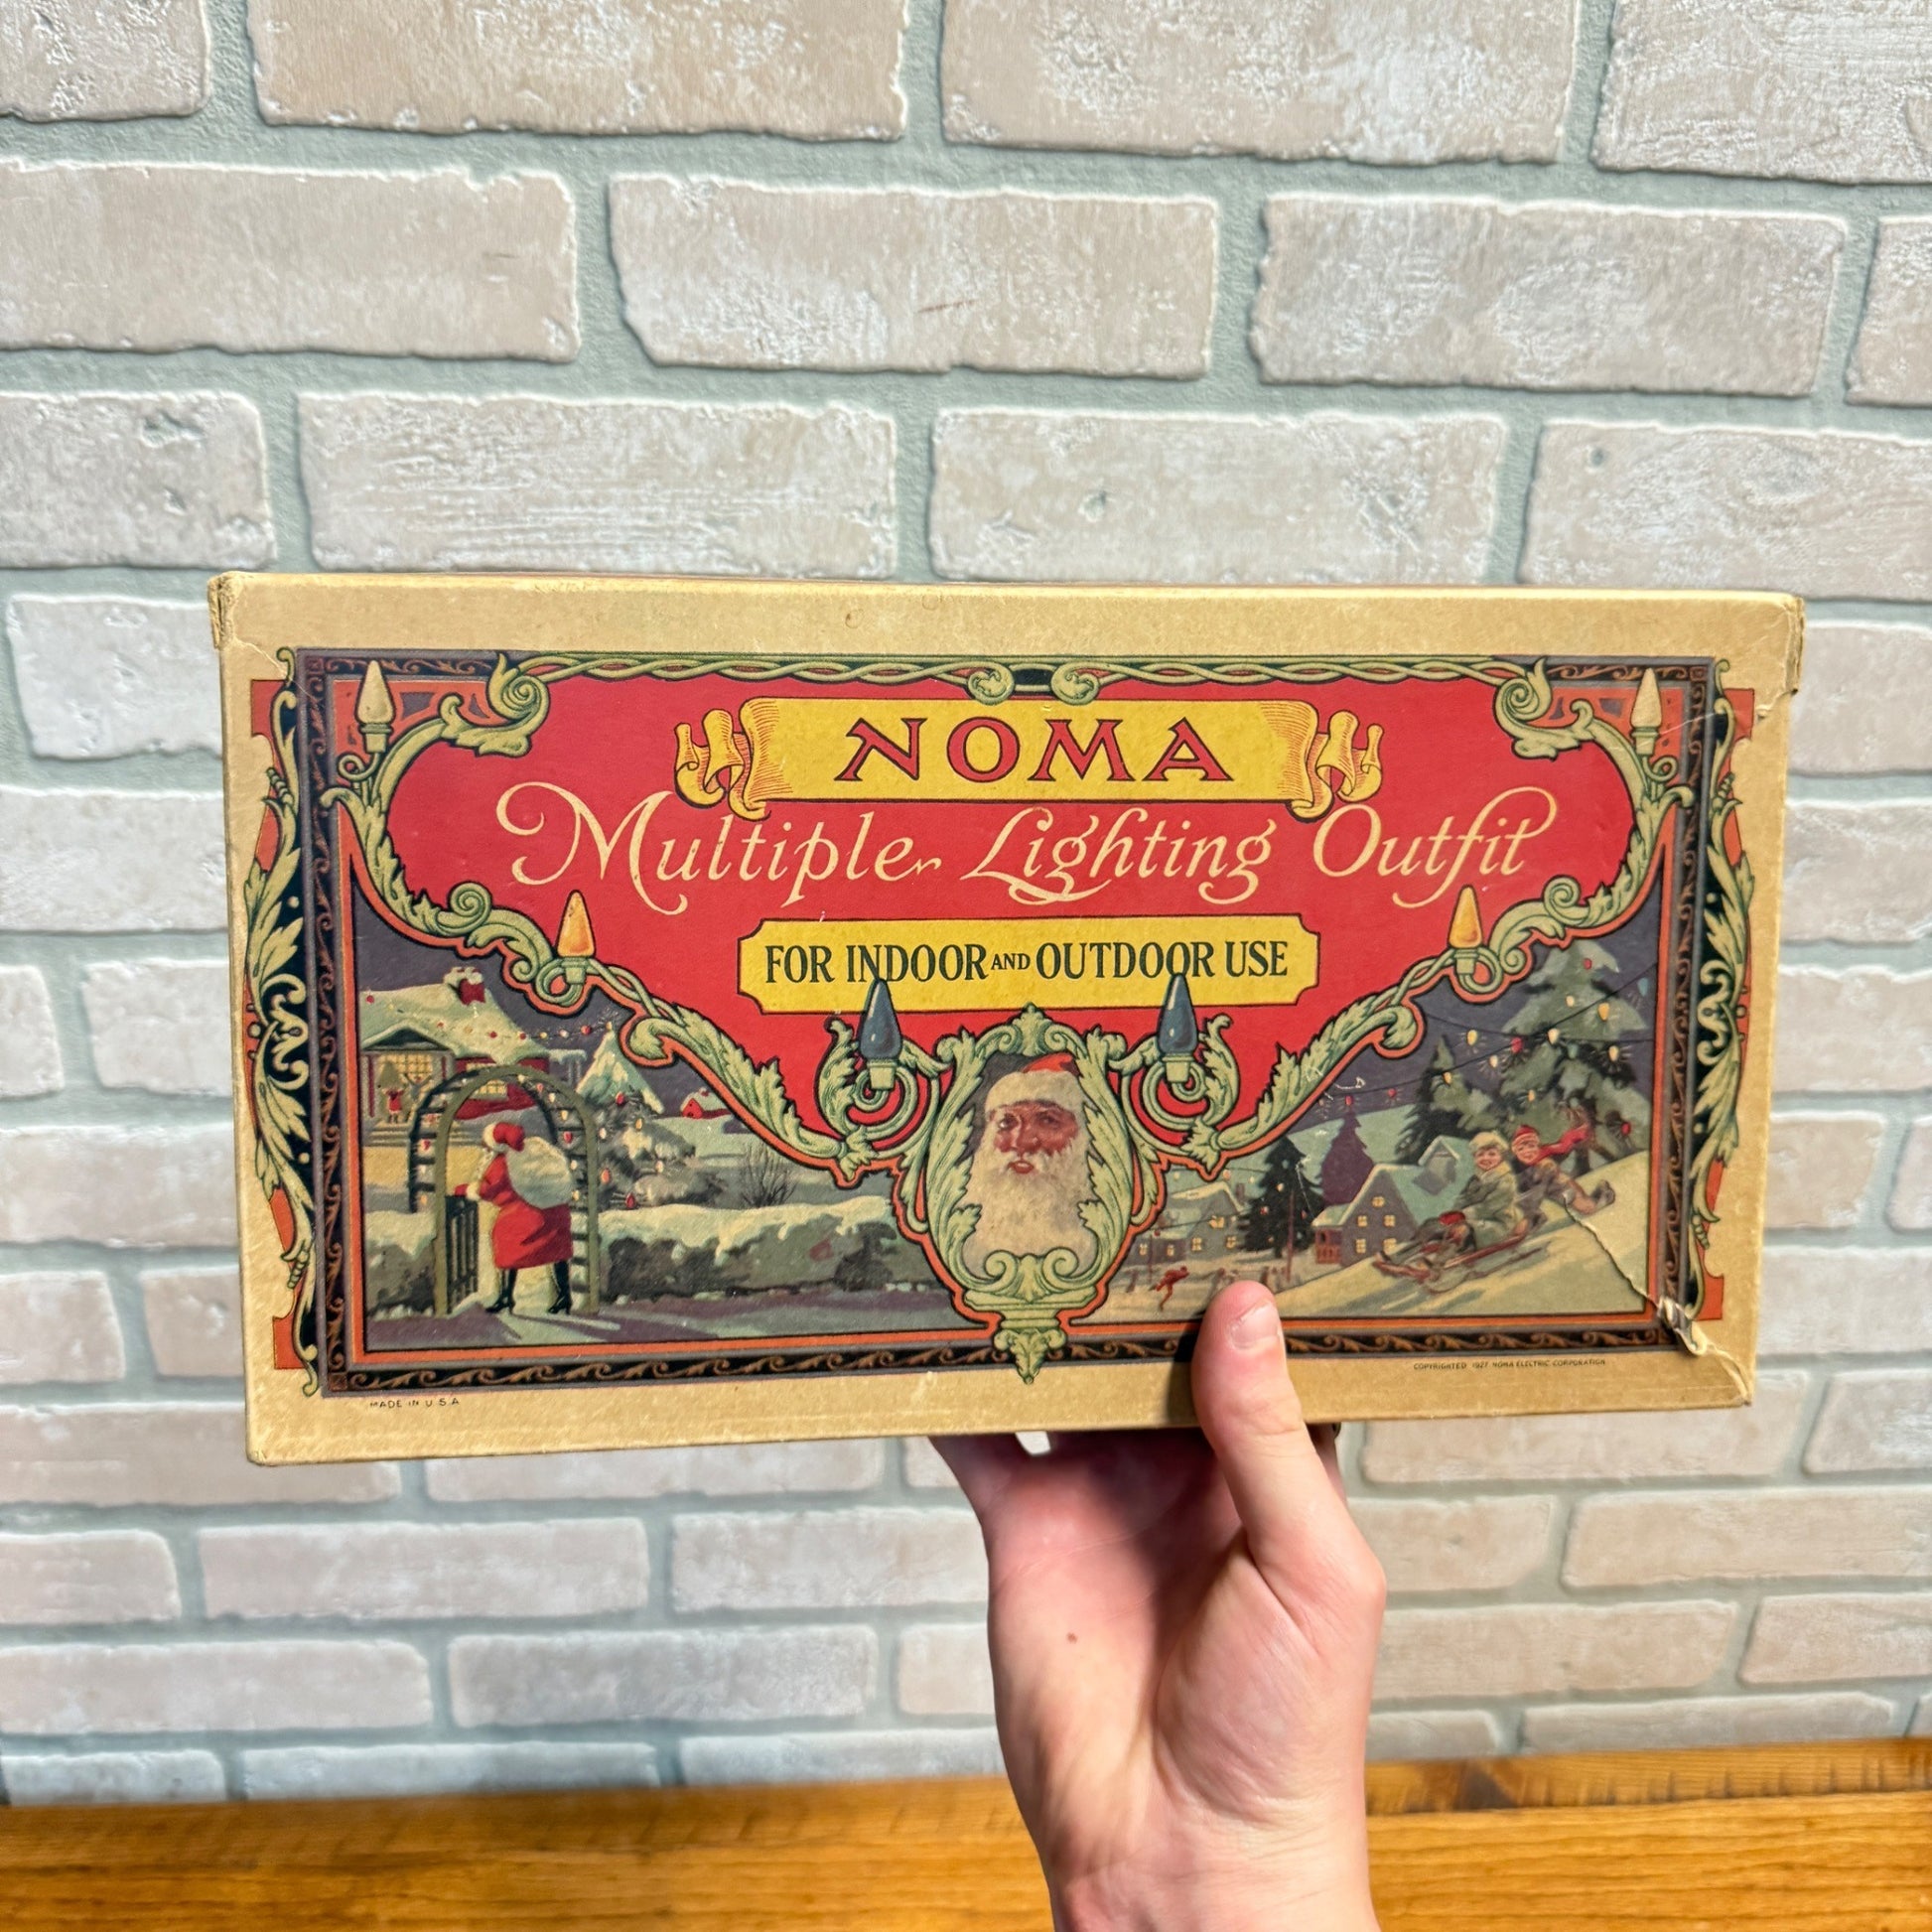 NOMA
Multiple Lighting Outfit
FOR INDOOR AND OUTDOOR USE
COPYRIGHTED 1927 NOMA ELECTRIC CORPORATION
MADE IN U.S.A